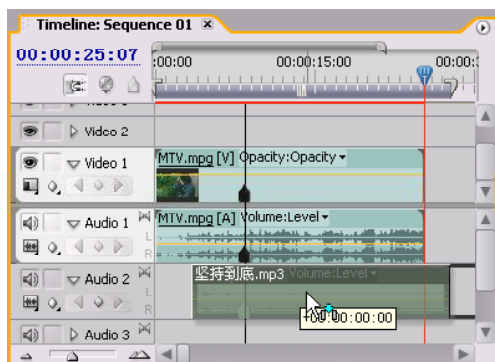 Timeline: Sequence 01
00:00:25:07
:00:00
00:00:15:00
00:00:
Video 2
Video 1
MTV.mpg [V] Opacity:Opacity
Audio 1
MTV.mpg [A] Volume:Level
L
R
Audio 2
坚持到底.mp3 Volume:Level
L
R
+00:00:00:00
Audio 3